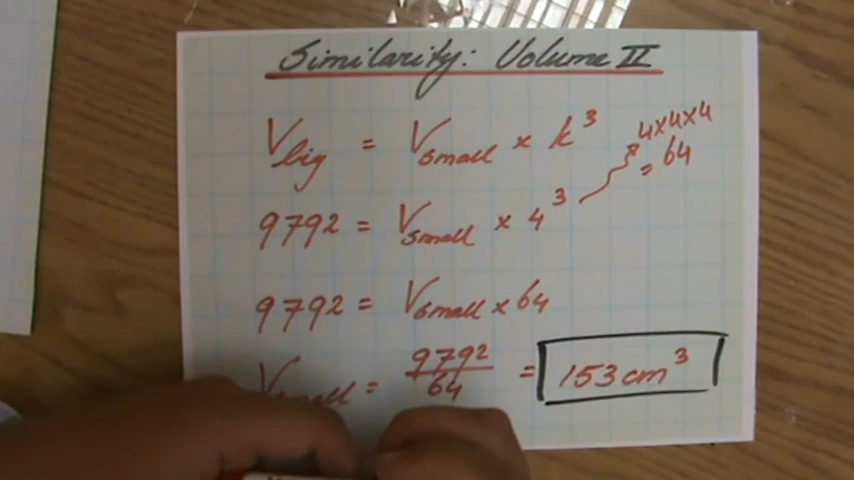 Similarity: Volume II
V big = V small × k³
4×4×4
= 64
9792 = V small × 4³
9792 = V small × 64
V small = 9792/64 = 153 cm³